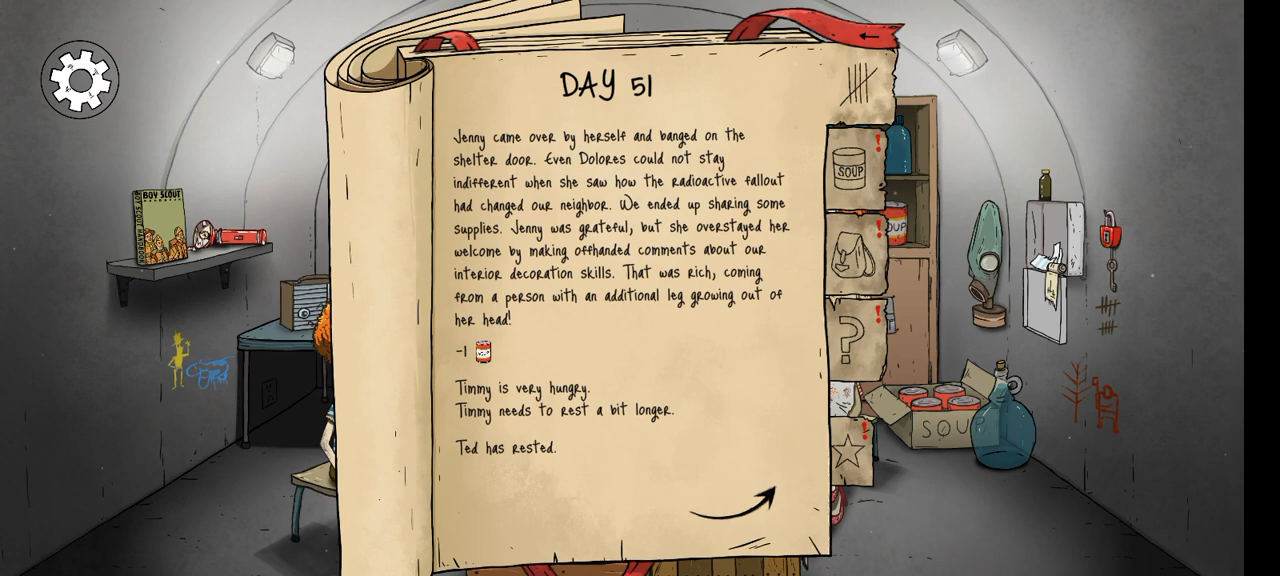 DAY 51
Jenny came over by herself and banged on the
shelter door. Even Dolores could not stay
indifferent when she saw how the radioactive fallout
had changed our neighbor. We ended up sharing some
supplies. Jenny was grateful, but she overstayed her
welcome by making offhanded comments about our
interior decoration skills. That was rich, coming
from a person with an additional leg growing out of
her head!
-1
Timmy is very hungry.
Timmy needs to rest a bit longer.
Ted has rested.
BOY SCOUT
SOUP
!
!
?
!
!
OUP
SOUP